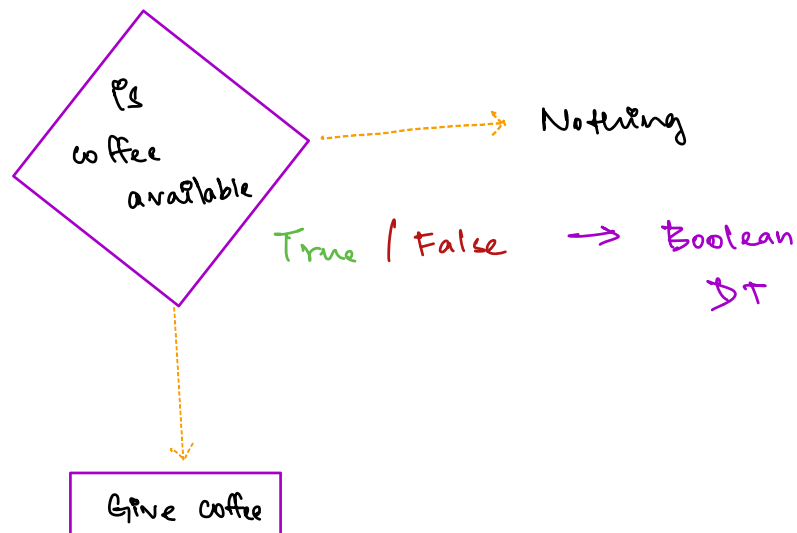 is
coffee
available
Nothing
True / False → Boolean
DT
Give coffee